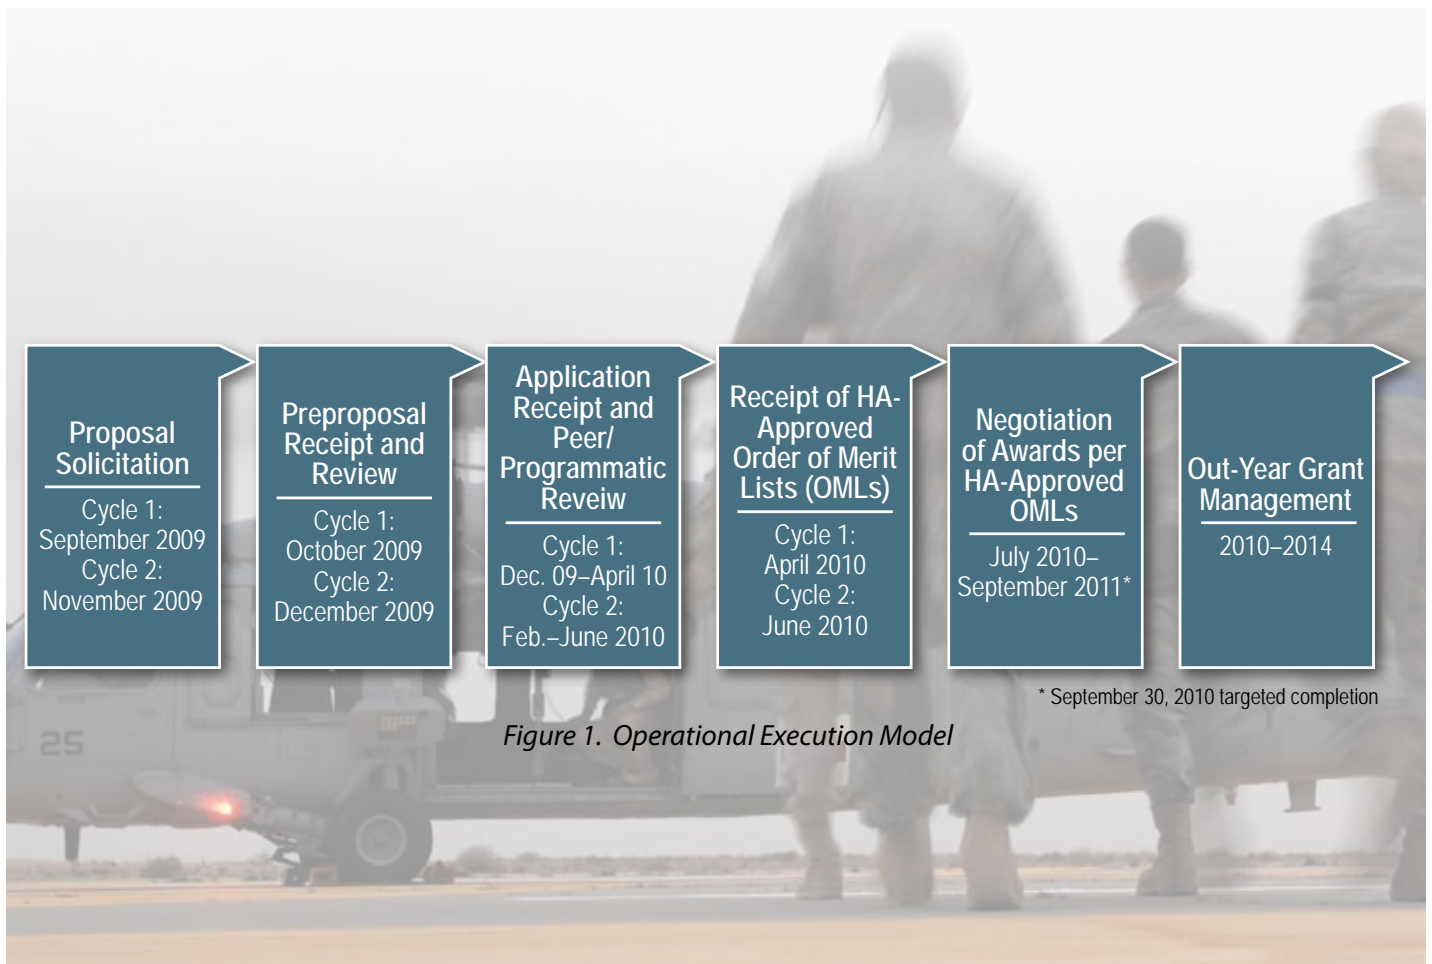 Proposal
Solicitation
Cycle 1:
September 2009
Cycle 2:
November 2009
Preproposal
Receipt and
Review
Cycle 1:
October 2009
Cycle 2:
December 2009
Application
Receipt and
Peer/
Programmatic
Reveiw
Cycle 1:
Dec. 09–April 10
Cycle 2:
Feb.–June 2010
Receipt of HA-
Approved
Order of Merit
Lists (OMLs)
Cycle 1:
April 2010
Cycle 2:
June 2010
Negotiation
of Awards per
HA-Approved
OMLs
July 2010–
September 2011*
Out-Year Grant
Management
2010–2014
* September 30, 2010 targeted completion
Figure 1. Operational Execution Model
25